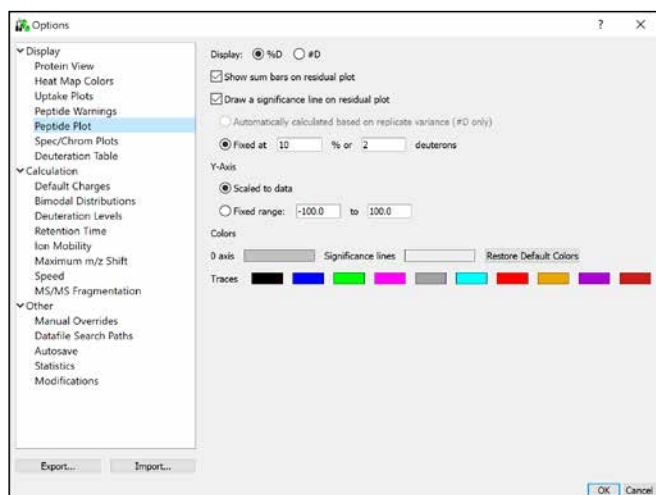 Options
? ×
Display
Protein View
Heat Map Colors
Uptake Plots
Peptide Warnings
Peptide Plot
Spec/Chrom Plots
Deuteration Table
Calculation
Default Charges
Bimodal Distributions
Deuteration Levels
Retention Time
Ion Mobility
Maximum m/z Shift
Speed
MS/MS Fragmentation
Other
Manual Overrides
Datafile Search Paths
Autosave
Statistics
Modifications
Export... Import...
Display: %D #D
Show sum bars on residual plot
Draw a significance line on residual plot
Automatically calculated based on replicate variance (#D only)
Fixed at 10 % or 2 deuterons
Y-Axis
Scaled to data
Fixed range: -100.0 to 100.0
Colors
0 axis Significance lines Restore Default Colors
Traces
OK Cancel